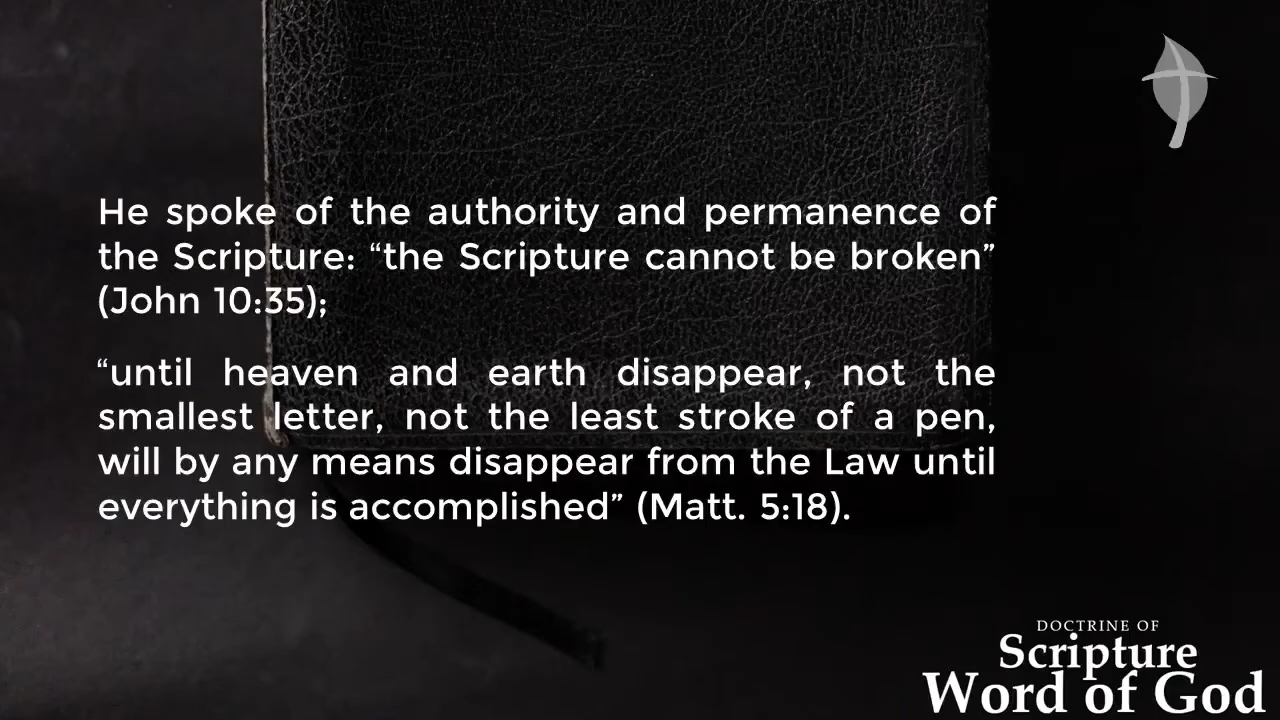 He spoke of the authority and permanence of
the Scripture: “the Scripture cannot be broken”
(John 10:35);
“until heaven and earth disappear, not the
smallest letter, not the least stroke of a pen,
will by any means disappear from the Law until
everything is accomplished” (Matt. 5:18).
DOCTRINE OF
Scripture
Word of God